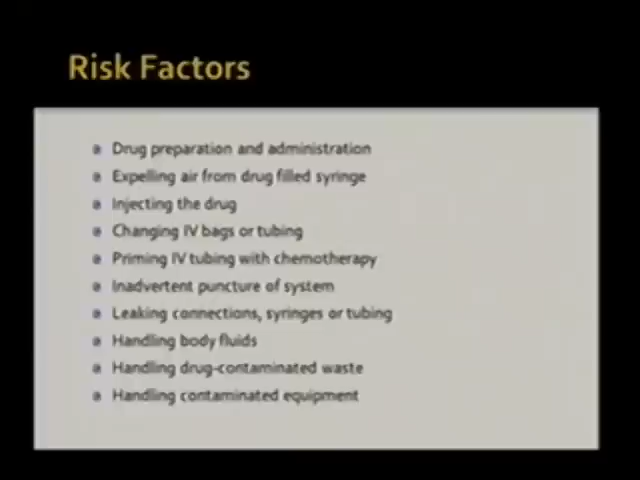 Risk Factors
Drug preparation and administration
Expelling air from drug filled syringe
Injecting the drug
Changing IV bags or tubing
Priming IV tubing with chemotherapy
Inadvertent puncture of system
Leaking connections, syringes or tubing
Handling body fluids
Handling drug-contaminated waste
Handling contaminated equipment